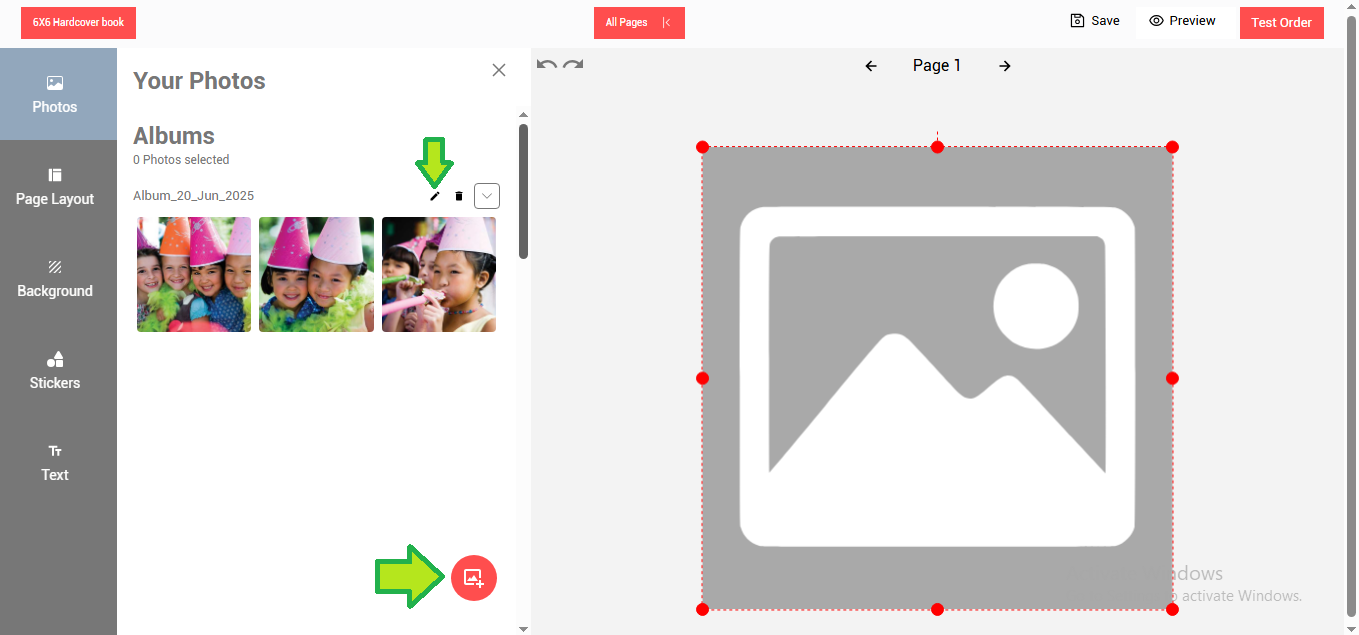 6X6 Hardcover book
All Pages
Save
Preview
Test Order
Photos
Page Layout
Background
Stickers
Text
Your Photos
Albums
0 Photos selected
Album_20_Jun_2025
Page 1
activate Windows.